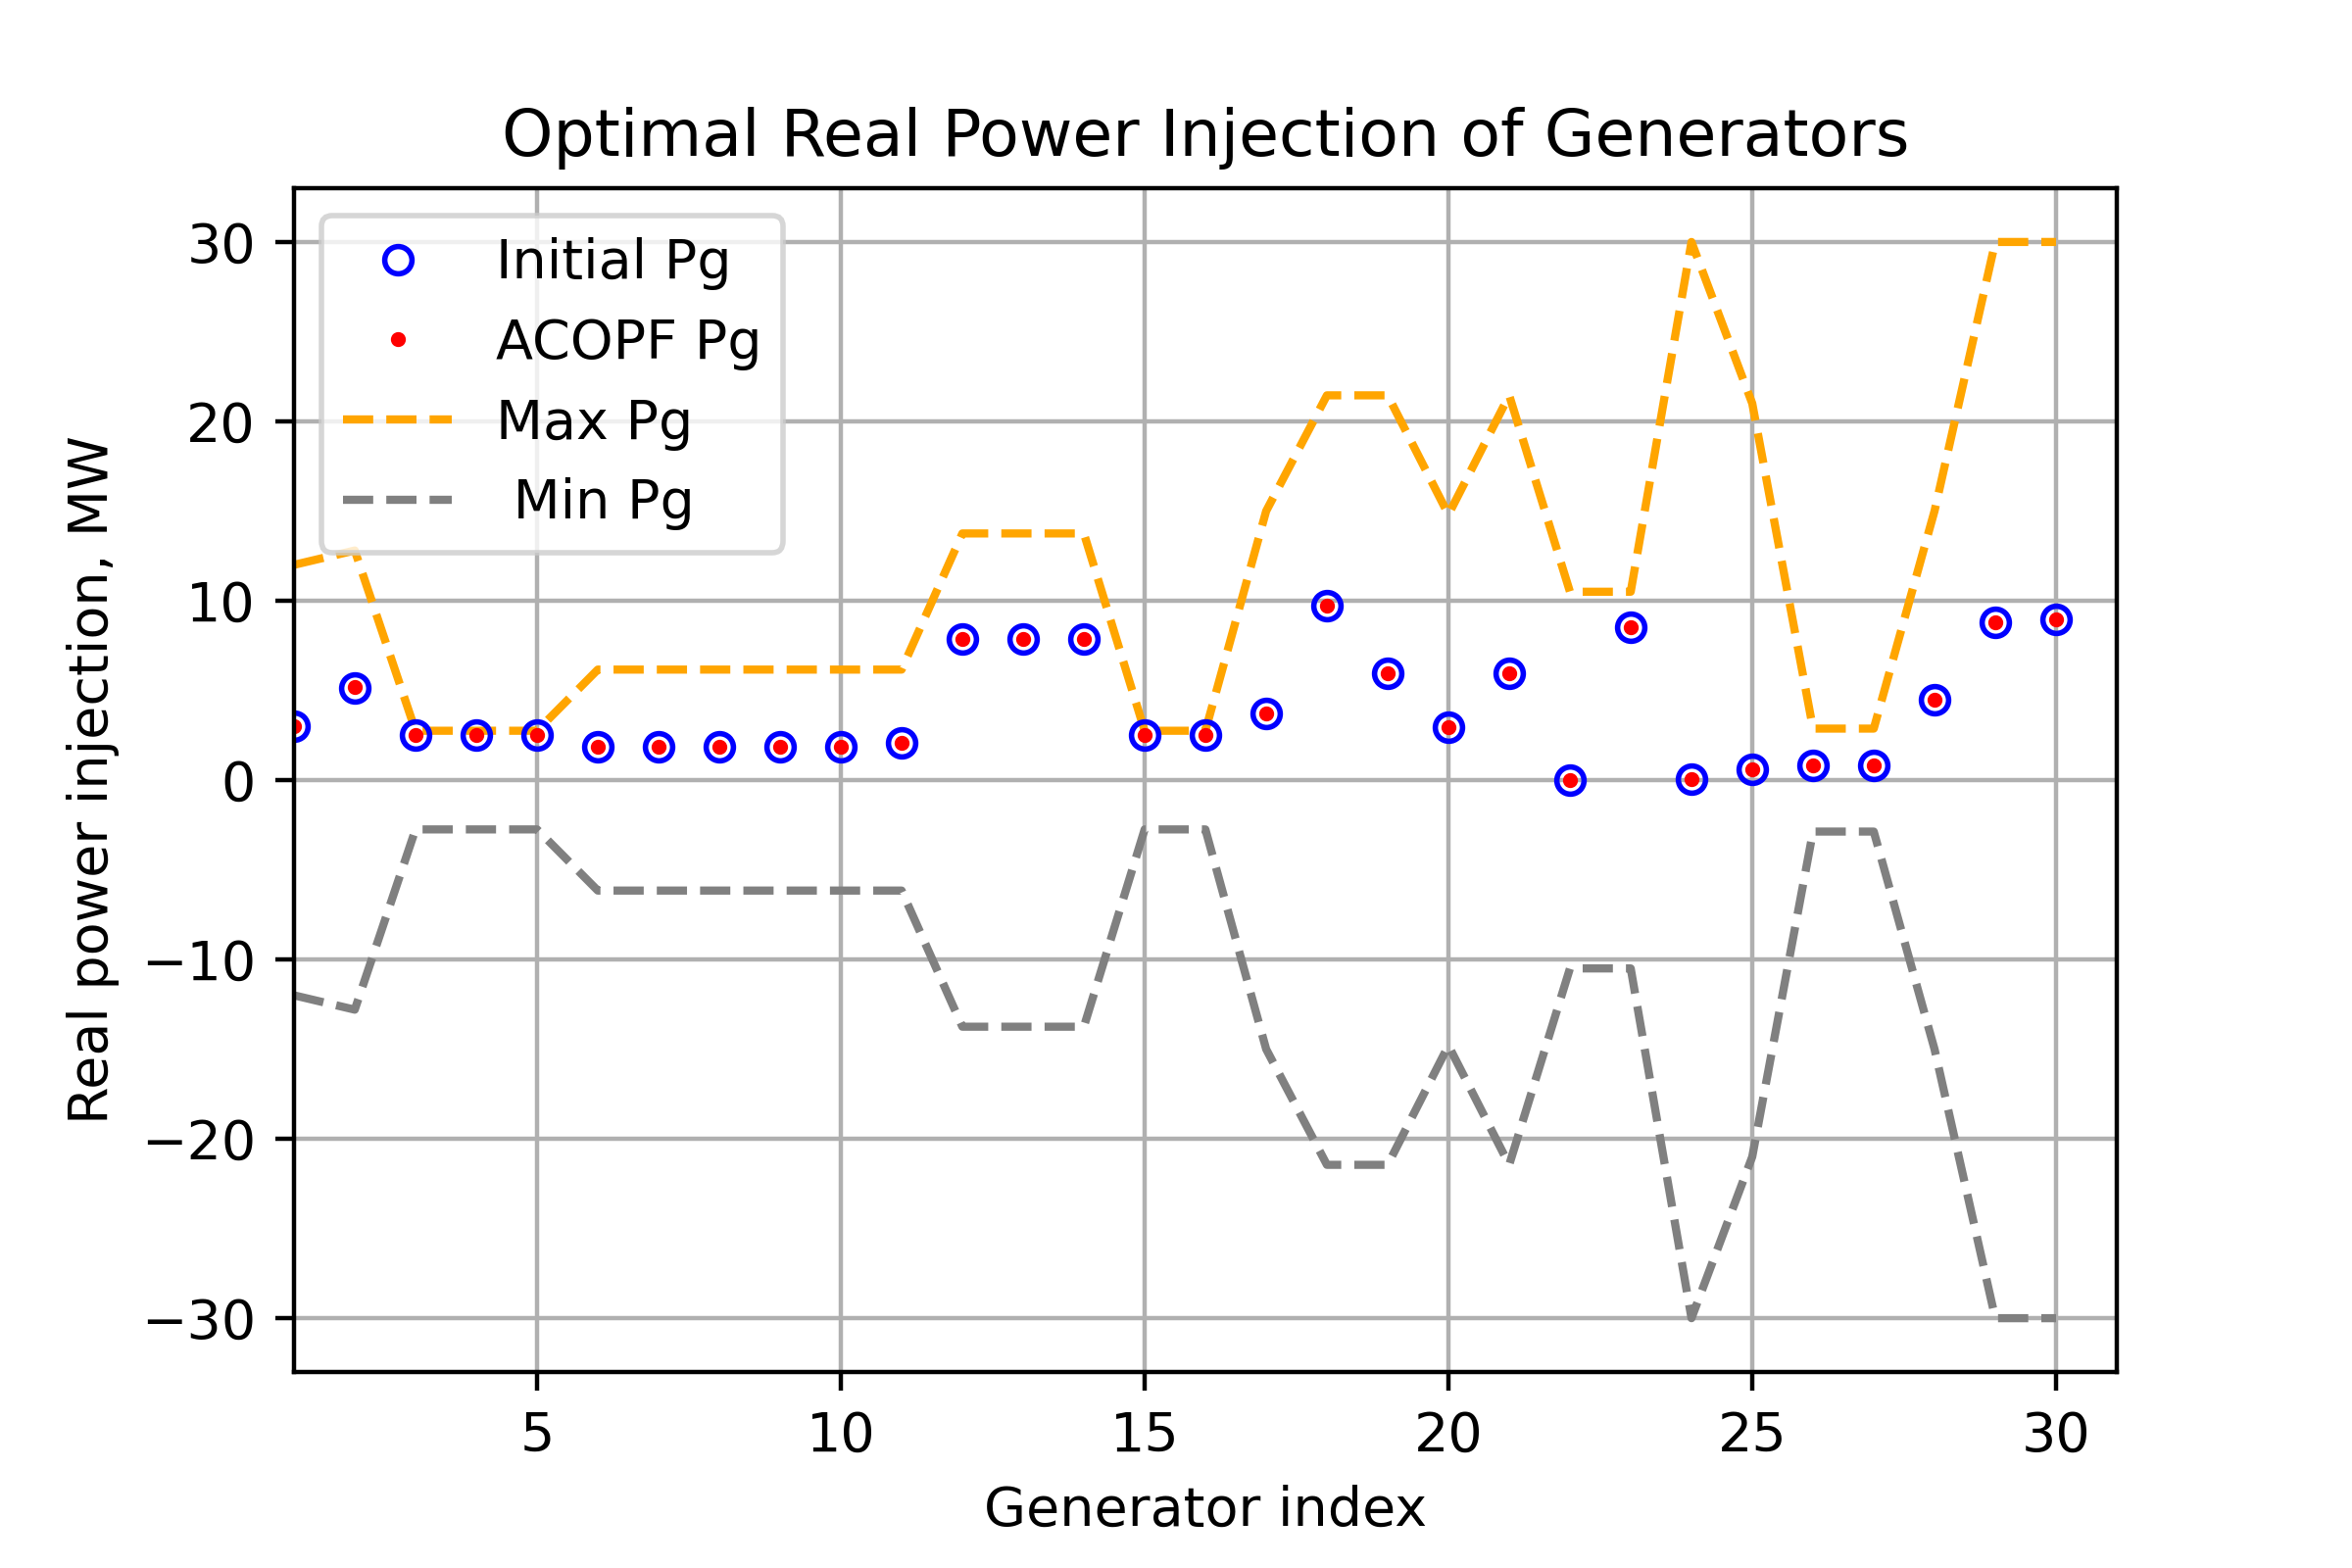 Optimal Real Power Injection of Generators
30
20
10
0
−10
−20
−30
Real power injection, MW
Initial Pg
ACOPF Pg
Max Pg
Min Pg
5 10 15 20 25 30
Generator index